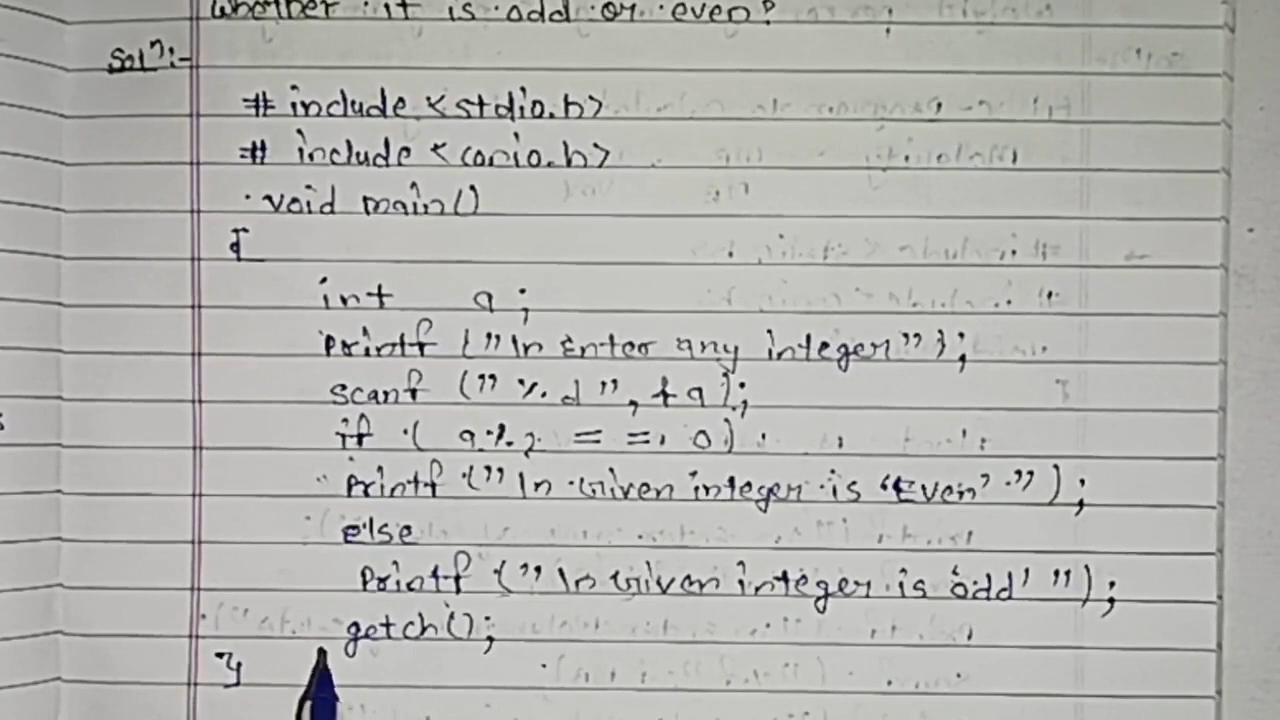 whether it is odd or even?
Solⁿ:-
# include <stdio.h>
# include <conio.h>
void main()
{
int a;
printf ("\n Enter any integer");
scanf ("%d", &a);
if ( a%2 = = 0)
printf ("\n Given integer is 'Even' ");
else
printf ("\n Given integer is 'odd' ");
getch();
}